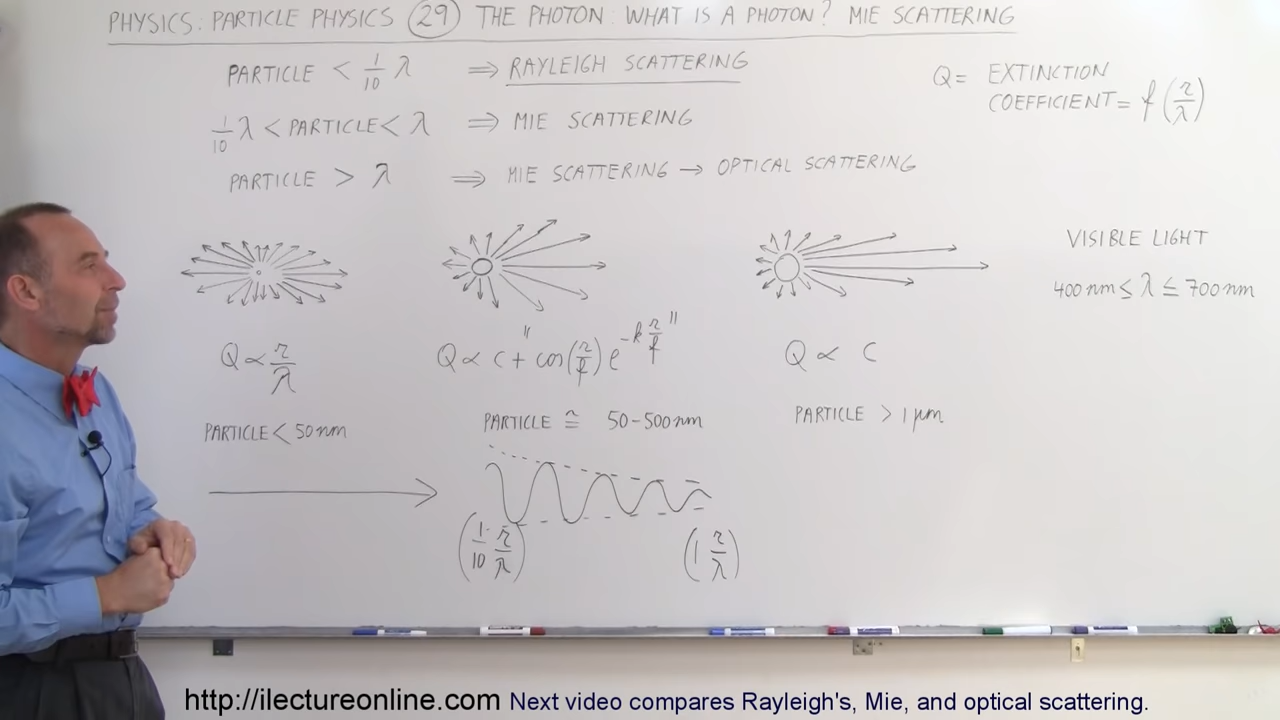 PHYSICS: PARTICLE PHYSICS 29 THE PHOTON: WHAT IS A PHOTON? MIE SCATTERING
PARTICLE < 1/10 λ ⇒ RAYLEIGH SCATTERING
1/10 λ < PARTICLE < λ ⇒ MIE SCATTERING
PARTICLE > λ ⇒ MIE SCATTERING → OPTICAL SCATTERING
Q = EXTINCTION
COEFFICIENT = f(r/λ)
VISIBLE LIGHT
400 nm ≤ λ ≤ 700 nm
Q ∝ r/λ
Q ∝ C + "cos(r/λ) e^-k r/λ"
Q ∝ C
PARTICLE < 50 nm
PARTICLE ≅ 50-500 nm
PARTICLE > 1 μm
(1/10 r/λ)
(1 r/λ)
http://ilectureonline.com Next video compares Rayleigh's, Mie, and optical scattering.